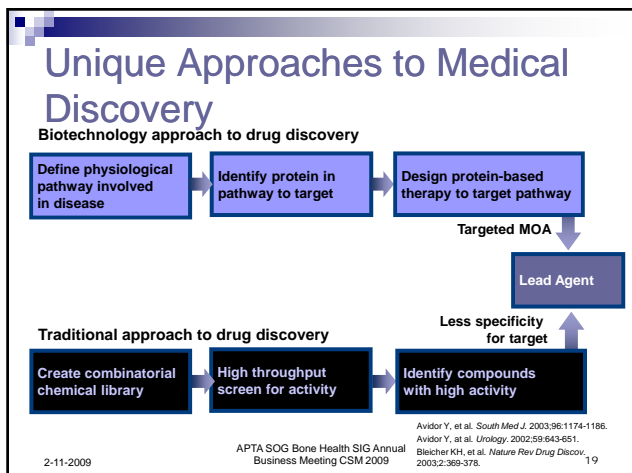 Unique Approaches to Medical
Discovery
Biotechnology approach to drug discovery
Define physiological
pathway involved
in disease
Identify protein in
pathway to target
Design protein-based
therapy to target pathway
Targeted MOA
Lead Agent
Less specificity
for target
Traditional approach to drug discovery
Create combinatorial
chemical library
High throughput
screen for activity
Identify compounds
with high activity
Avidor Y, et al. South Med J. 2003;96:1174-1186.
Avidor Y, at al. Urology. 2002;59:643-651.
Bleicher KH, et al. Nature Rev Drug Discov.
2003;2:369-378.
2-11-2009
APTA SOG Bone Health SIG Annual
Business Meeting CSM 2009
19